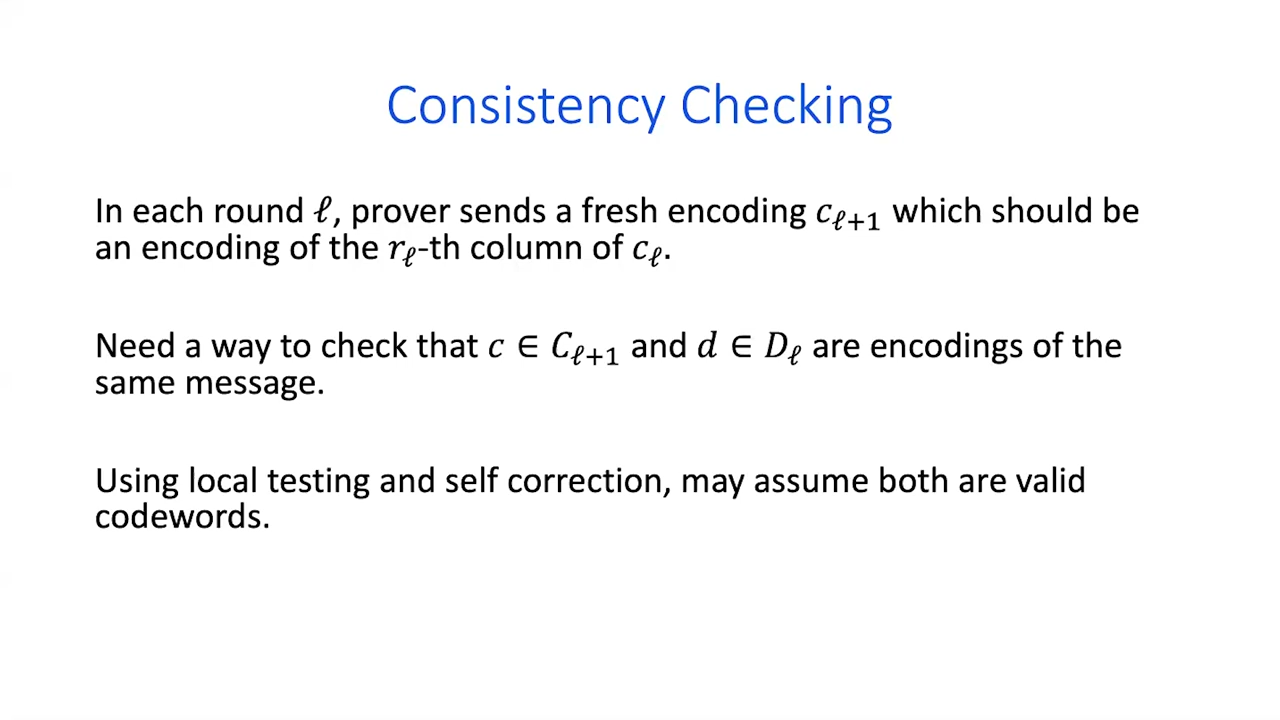 Consistency Checking
In each round ℓ, prover sends a fresh encoding c_{ℓ+1} which should be
an encoding of the r_ℓ-th column of c_ℓ.
Need a way to check that c ∈ C_{ℓ+1} and d ∈ D_ℓ are encodings of the
same message.
Using local testing and self correction, may assume both are valid
codewords.